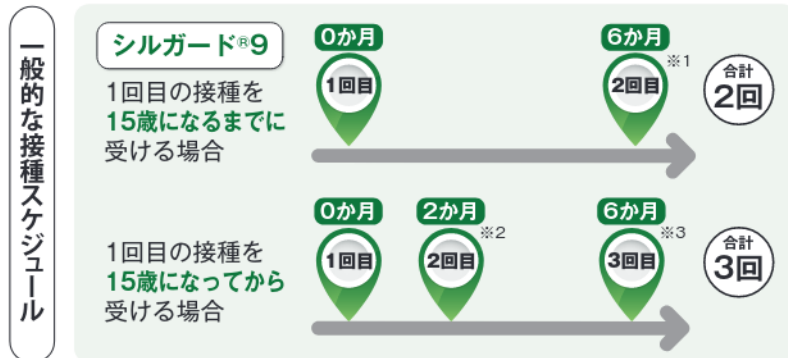 一般的な接種スケジュール
シルガード®9
1回目の接種を
15歳になるまでに
受ける場合
0か月
1回目
6か月
2回目
※1
合計
2回
1回目の接種を
15歳になってから
受ける場合
0か月
1回目
2か月
2回目
※2
6か月
3回目
※3
合計
3回